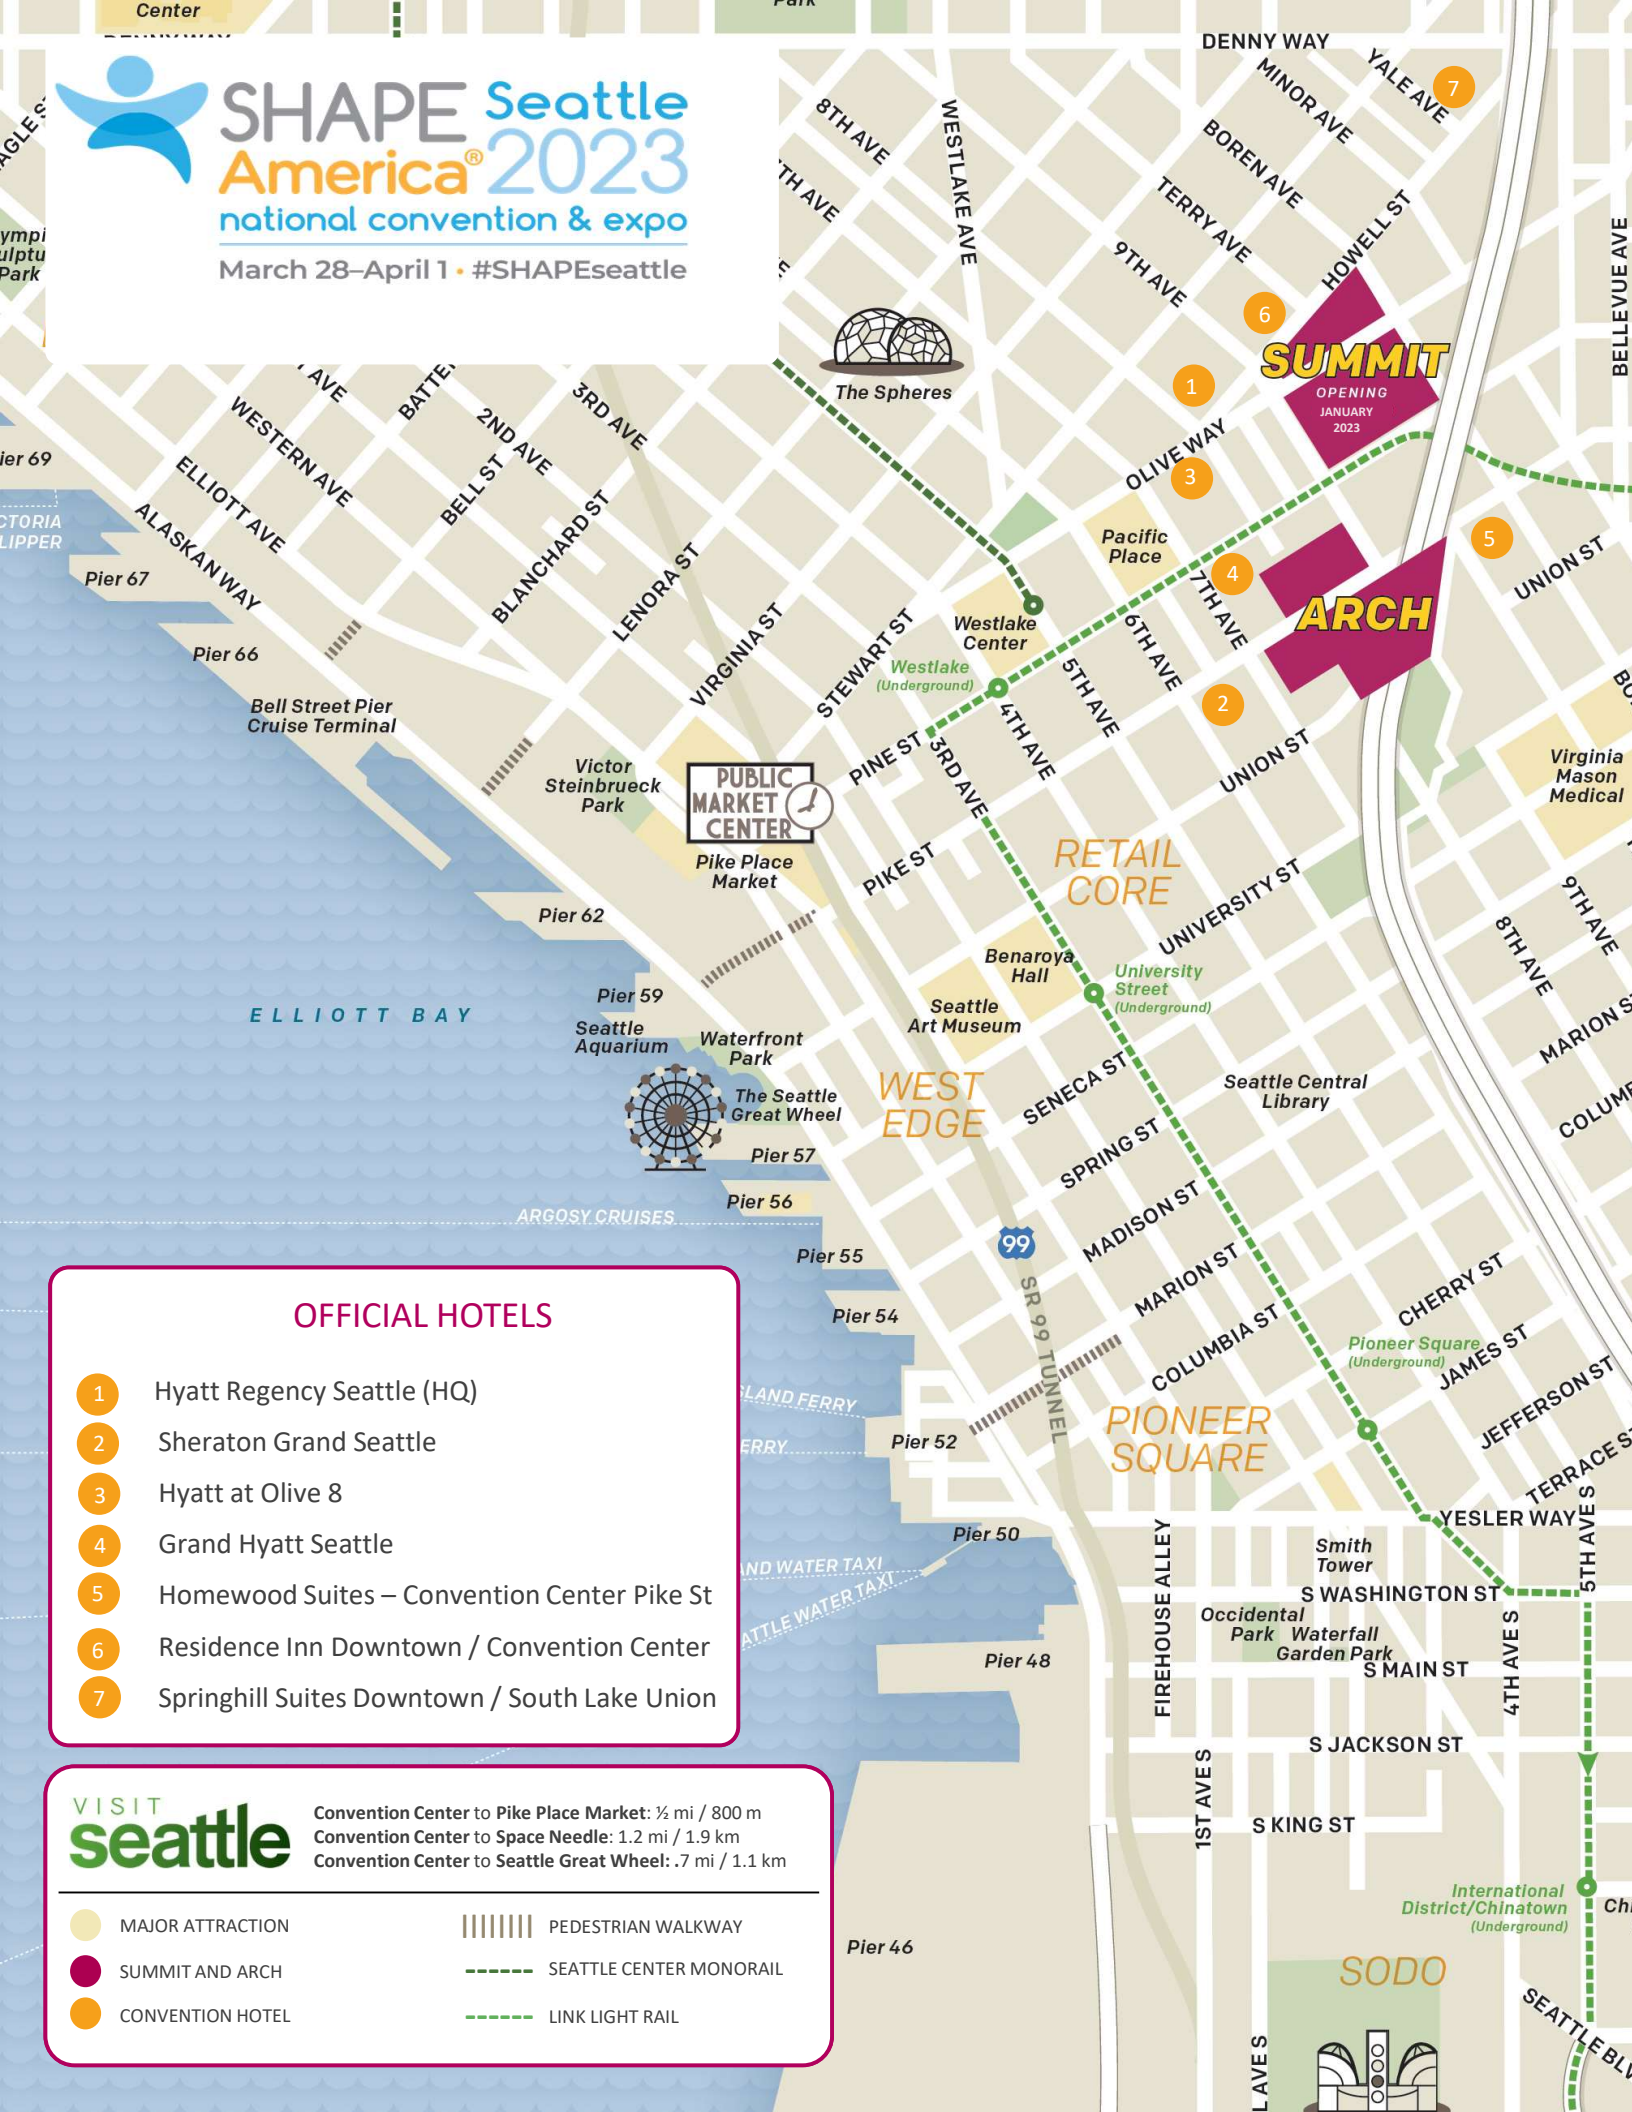 Center
DENNY WAY
SHAPE
America®
Seattle
2023
national convention & expo
March 28–April 1 • #SHAPEseattle
DENNY WAY
YALE AVE
7
MINOR AVE
BOREN AVE
TERRY AVE
9TH AVE
HOWELL ST
8TH AVE
WESTLAKE AVE
BELLEVUE AVE
6
SUMMIT
OPENING
JANUARY
2023
The Spheres
1
OLIVE WAY
3
WESTERN AVE
2ND AVE
3RD AVE
ELLIOTT AVE
BELL ST
ALASKAN WAY
BLANCHARD ST
LENORA ST
VIRGINIA ST
STEWART ST
Pacific
Place
4
7TH AVE
5
UNION ST
ARCH
6TH AVE
2
5TH AVE
Westlake
Center
Westlake
(Underground)
4TH AVE
PINE ST
3RD AVE
UNION ST
Pier 67
Pier 66
Bell Street Pier
Cruise Terminal
Victor
Steinbrueck
Park
PUBLIC
MARKET
CENTER
Pike Place
Market
PIKE ST
RETAIL
CORE
UNIVERSITY ST
Virginia
Mason
Medical
9TH AVE
8TH AVE
Pier 62
Benaroya
Hall
University
Street
(Underground)
Seattle
Art Museum
ELLIOTT BAY
Pier 59
Seattle
Aquarium
Waterfront
Park
The Seattle
Great Wheel
WEST
EDGE
SENECA ST
Seattle Central
Library
SPRING ST
Pier 57
Pier 56
ARGOSY CRUISES
MADISON ST
Pier 55
99
SR 99 TUNNEL
MARION ST
COLUMBIA ST
CHERRY ST
Pier 54
Pioneer Square
(Underground)
JAMES ST
JEFFERSON ST
Pier 52
PIONEER
SQUARE
YESLER WAY
5TH AVE S
Pier 50
Smith
Tower
S WASHINGTON ST
FIREHOUSE ALLEY
Occidental
Park
Waterfall
Garden Park
S MAIN ST
4TH AVE S
Pier 48
S JACKSON ST
1ST AVE S
S KING ST
International
District/Chinatown
(Underground)
Pier 46
SODO
OFFICIAL HOTELS
1 Hyatt Regency Seattle (HQ)
2 Sheraton Grand Seattle
3 Hyatt at Olive 8
4 Grand Hyatt Seattle
5 Homewood Suites – Convention Center Pike St
6 Residence Inn Downtown / Convention Center
7 Springhill Suites Downtown / South Lake Union
VISIT
seattle
Convention Center to Pike Place Market: ½ mi / 800 m
Convention Center to Space Needle: 1.2 mi / 1.9 km
Convention Center to Seattle Great Wheel: .7 mi / 1.1 km
MAJOR ATTRACTION
SUMMIT AND ARCH
CONVENTION HOTEL
PEDESTRIAN WALKWAY
SEATTLE CENTER MONORAIL
LINK LIGHT RAIL